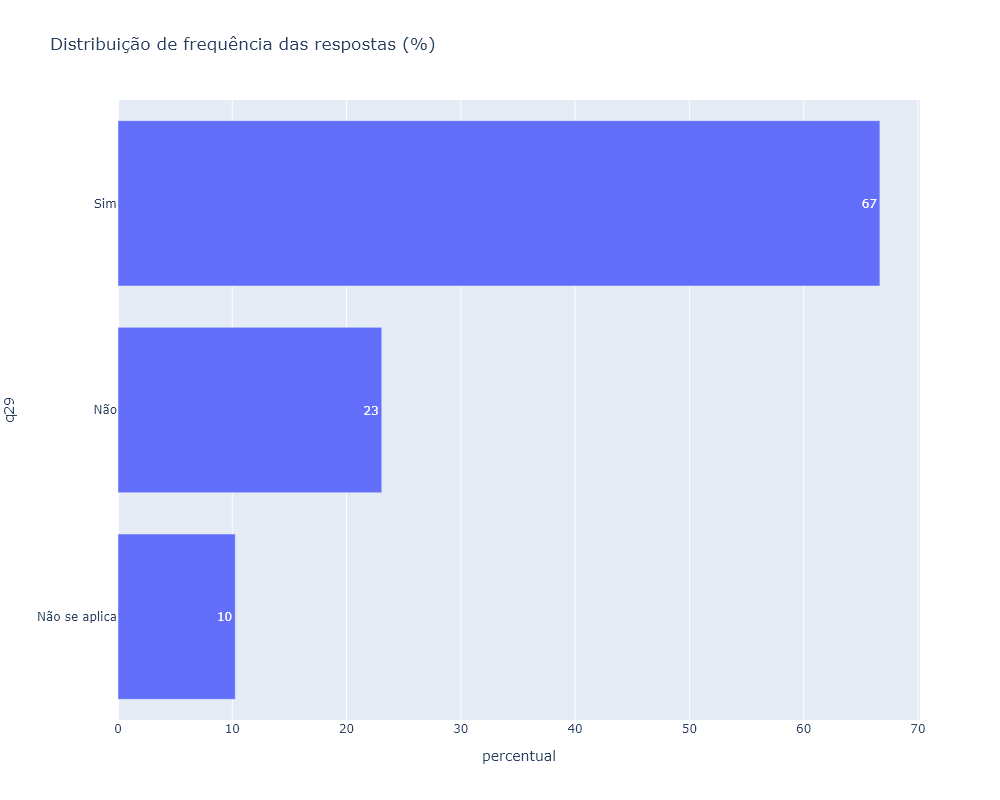 Distribuição de frequência das respostas (%)
q29
Sim
67
Não
23
Não se aplica
10
0 10 20 30 40 50 60 70
percentual